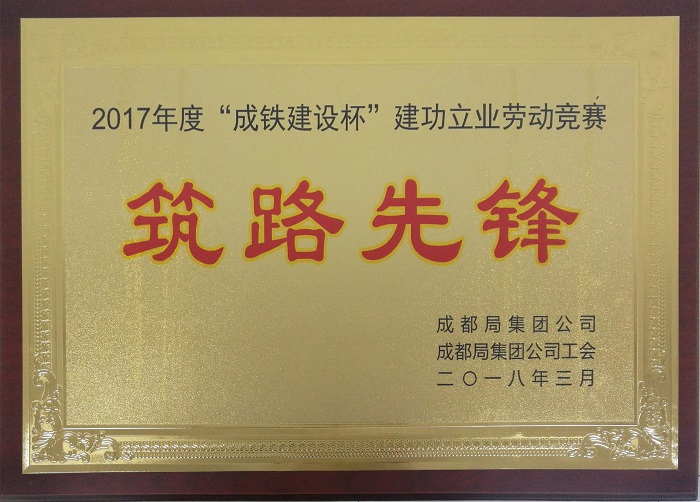 2017年度“成铁建设杯”建功立业劳动竞赛
筑路先锋
成都局集团公司
成都局集团公司工会
二〇一八年三月